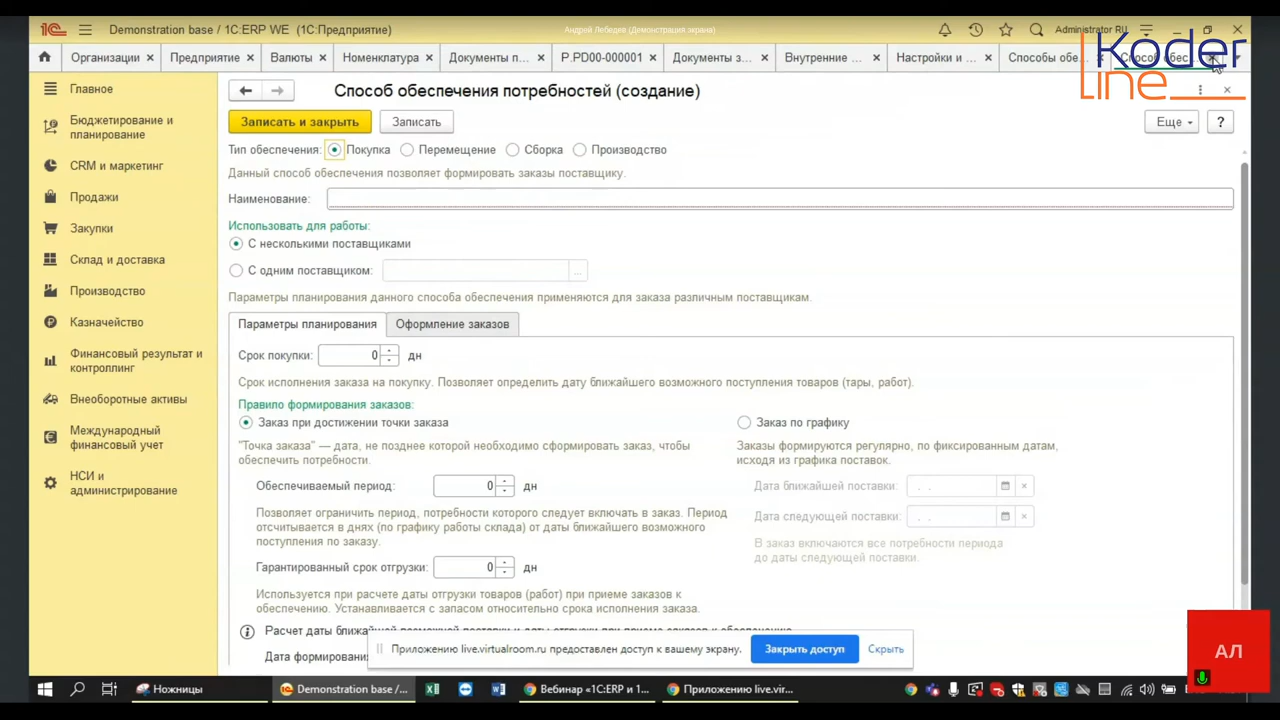 Demonstration base / 1C:ERP WE (1С:Предприятие)
Андрей Лебедев (Демонстрация экрана)
Administrator RU
Организации
Предприятие
Валюты
Номенклатура
Документы п...
P.PD00-000001
Документы з...
Внутренние ...
Настройки и ...
Способы обе...
Способ обес...
Koder
line
Главное
Бюджетирование и
планирование
CRM и маркетинг
Продажи
Закупки
Склад и доставка
Производство
Казначейство
Финансовый результат и
контроллинг
Внеоборотные активы
Международный
финансовый учет
НСИ и
администрирование
Способ обеспечения потребностей (создание)
Записать и закрыть
Записать
Еще
?
Тип обеспечения:
Покупка
Перемещение
Сборка
Производство
Данный способ обеспечения позволяет формировать заказы поставщику.
Наименование:
Использовать для работы:
С несколькими поставщиками
С одним поставщиком:
...
Параметры планирования данного способа обеспечения применяются для заказа различным поставщикам.
Параметры планирования
Оформление заказов
Срок покупки:
0
дн
Срок исполнения заказа на покупку. Позволяет определить дату ближайшего возможного поступления товаров (тары, работ).
Правило формирования заказов:
Заказ при достижении точки заказа
"Точка заказа" — дата, не позднее которой необходимо сформировать заказ, чтобы
обеспечить потребности.
Обеспечиваемый период:
0
дн
Позволяет ограничить период, потребности которого следует включать в заказ. Период
отсчитывается в днях (по графику работы склада) от даты ближайшего возможного
поступления по заказу.
Гарантированный срок отгрузки:
0
дн
Используется при расчете даты отгрузки товаров (работ) при приеме заказов к
обеспечению. Устанавливается с запасом относительно срока исполнения заказа.
Заказ по графику
Заказы формируются регулярно, по фиксированным датам,
исходя из графика поставок.
Дата ближайшей поставки:
Дата следующей поставки:
В заказ включаются все потребности периода
до даты следующей поставки.
Расчет даты ближайшей возможной поставки и даты отгрузки при приеме заказов к обеспечению:
Дата формирования
Приложению live.virtualroom.ru предоставлен доступ к вашему экрану.
Закрыть доступ
Скрыть
АЛ
Ножницы
Demonstration base /...
Вебинар «1С:ERP и 1...
Приложению live.vir...